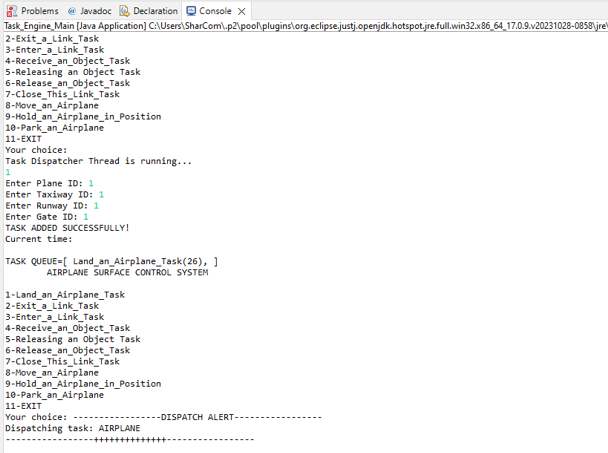 Problems @ Javadoc Declaration Console
Task_Engine_Main [Java Application] C:\Users\SharCom\.p2\pool\plugins\org.eclipse.justj.openjdk.hotspot.jre.full.win32.x86_64_17.0.9.v20231028-0858\jre\
2-Exit_a_Link_Task
3-Enter_a_Link_Task
4-Receive_an_Object_Task
5-Releasing an Object Task
6-Release_an_Object_Task
7-Close_This_Link_Task
8-Move_an_Airplane
9-Hold_an_Airplane_in_Position
10-Park_an_Airplane
11-EXIT
Your choice:
Task Dispatcher Thread is running...
1
Enter Plane ID: 1
Enter Taxiway ID: 1
Enter Runway ID: 1
Enter Gate ID: 1
TASK ADDED SUCCESSFULLY!
Current time:
TASK QUEUE=[ Land_an_Airplane_Task(26), ]
AIRPLANE SURFACE CONTROL SYSTEM
1-Land_an_Airplane_Task
2-Exit_a_Link_Task
3-Enter_a_Link_Task
4-Receive_an_Object_Task
5-Releasing an Object Task
6-Release_an_Object_Task
7-Close_This_Link_Task
8-Move_an_Airplane
9-Hold_an_Airplane_in_Position
10-Park_an_Airplane
11-EXIT
Your choice: -----------------DISPATCH ALERT-----------------
Dispatching task: AIRPLANE
-----------------++++++++++++++-----------------